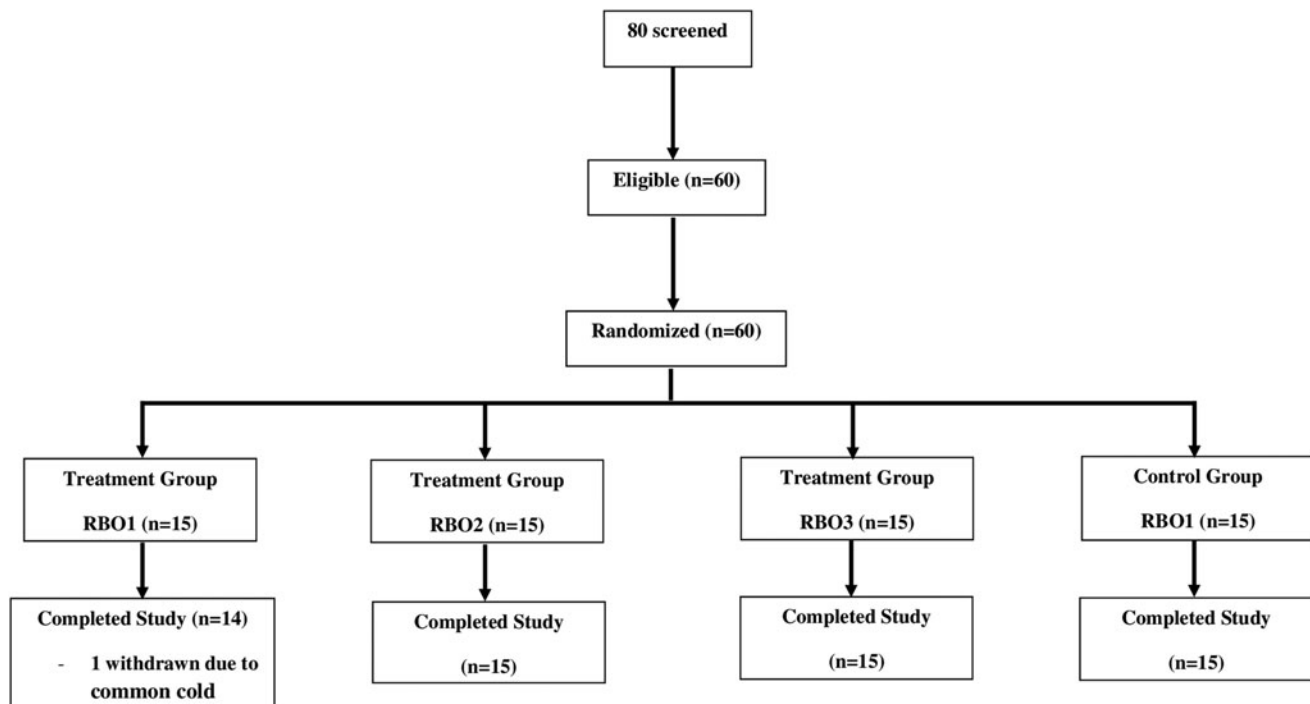 80 screened
Eligible (n=60)
Randomized (n=60)
Treatment Group
RBO1 (n=15)
Treatment Group
RBO2 (n=15)
Treatment Group
RBO3 (n=15)
Control Group
RBO1 (n=15)
Completed Study (n=14)
- 1 withdrawn due to
common cold
Completed Study
(n=15)
Completed Study
(n=15)
Completed Study
(n=15)